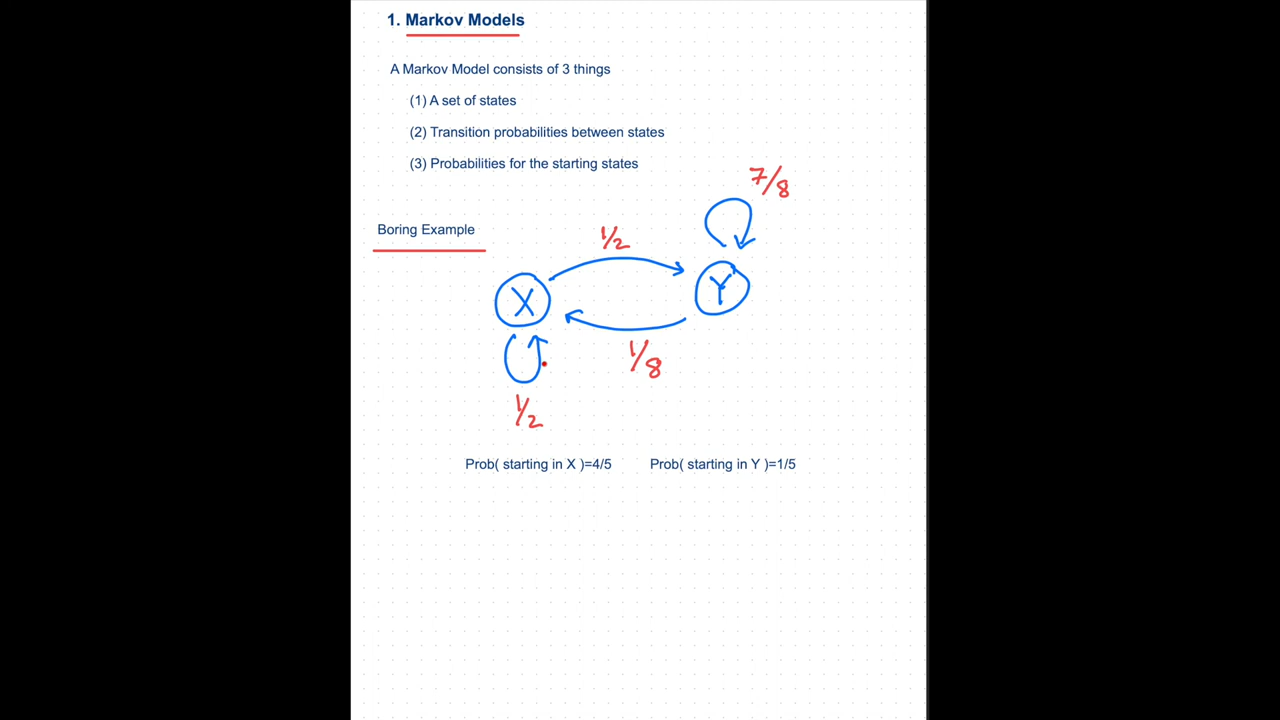 1. Markov Models
A Markov Model consists of 3 things
(1) A set of states
(2) Transition probabilities between states
(3) Probabilities for the starting states
7/8
Boring Example
1/2
X
Y
1/8
1/2
Prob( starting in X )=4/5
Prob( starting in Y )=1/5